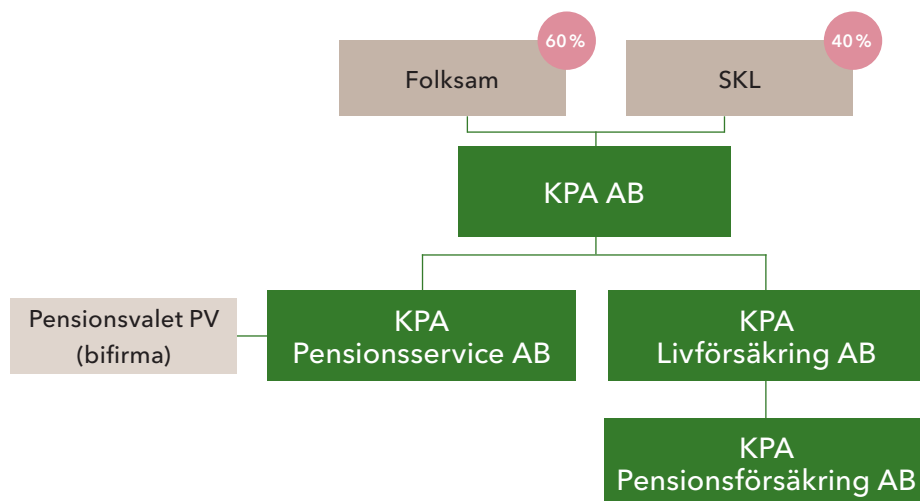 60 %
40 %
Folksam
SKL
KPA AB
Pensionsvalet PV
(bifirma)
KPA
Pensionsservice AB
KPA
Livförsäkring AB
KPA
Pensionsförsäkring AB